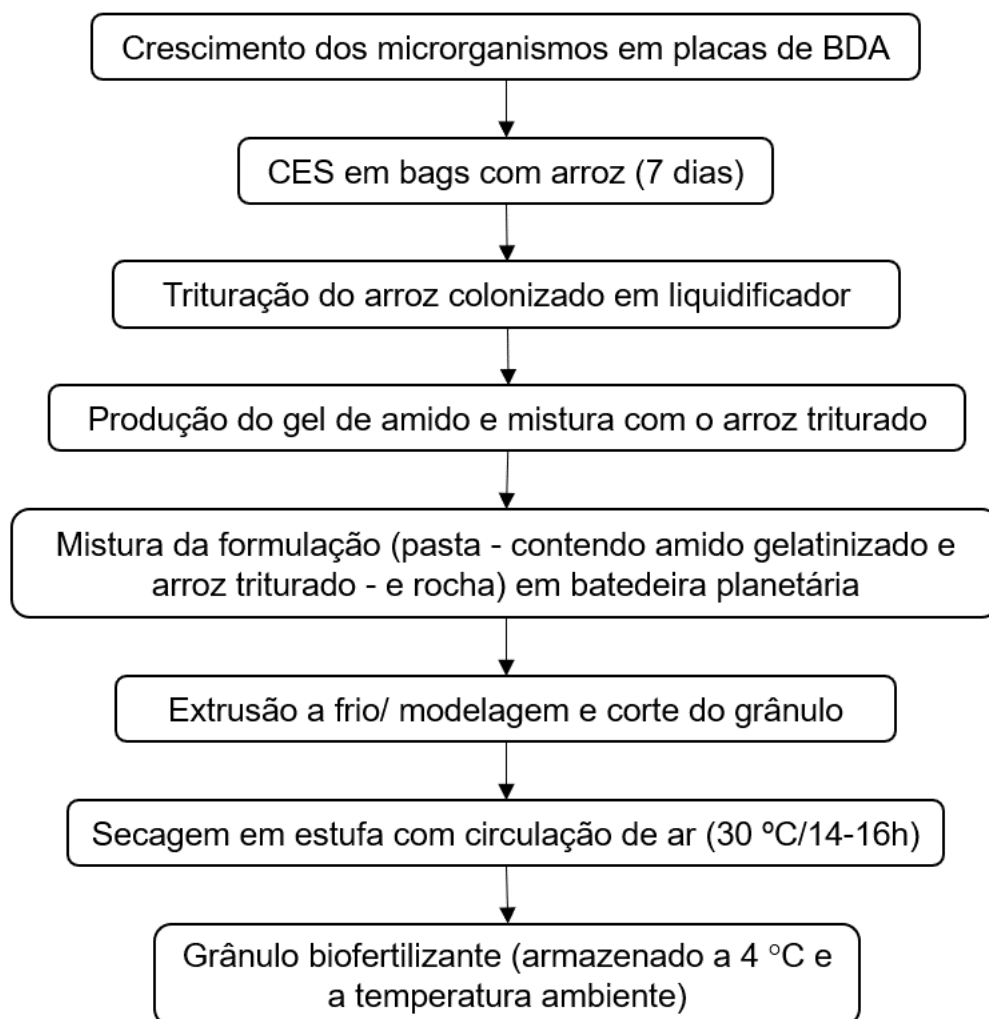 Crescimento dos microrganismos em placas de BDA
CES em bags com arroz (7 dias)
Trituração do arroz colonizado em liquidificador
Produção do gel de amido e mistura com o arroz triturado
Mistura da formulação (pasta - contendo amido gelatinizado e
arroz triturado - e rocha) em batedeira planetária
Extrusão a frio/ modelagem e corte do grânulo
Secagem em estufa com circulação de ar (30 ºC/14-16h)
Grânulo biofertilizante (armazenado a 4 °C e
a temperatura ambiente)